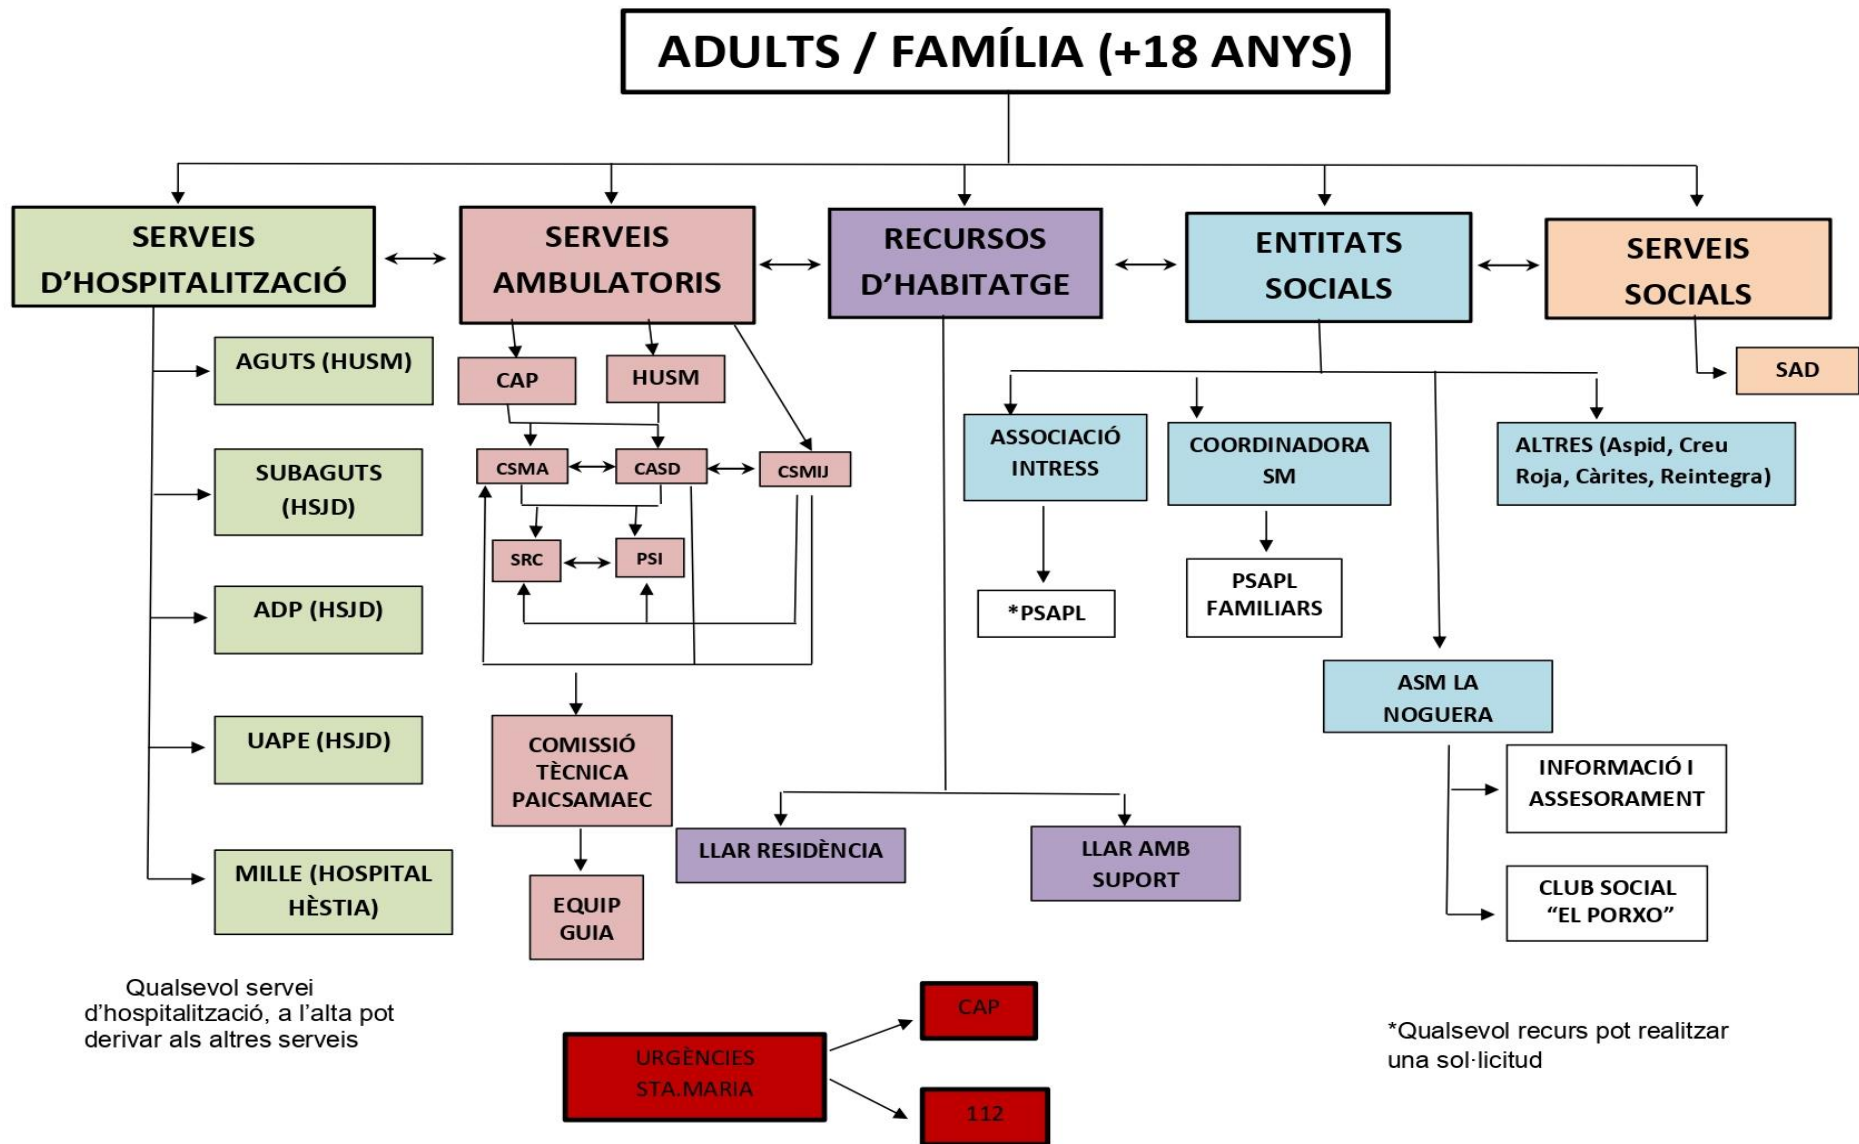 ADULTS / FAMÍLIA (+18 ANYS)
SERVEIS
D'HOSPITALITZACIÓ
SERVEIS
AMBULATORIS
RECURSOS
D'HABITATGE
ENTITATS
SOCIALS
SERVEIS
SOCIALS
AGUTS (HUSM)
SUBAGUTS
(HSJD)
ADP (HSJD)
UAPE (HSJD)
MILLE (HOSPITAL
HÈSTIA)
Qualsevol servei
d'hospitalització, a l'alta pot
derivar als altres serveis
CAP
HUSM
CSMA
CASD
CSMIJ
SRC
PSI
COMISSIÓ
TÈCNICA
PAICSAMAEC
EQUIP
GUIA
LLAR RESIDÈNCIA
LLAR AMB
SUPORT
ASSOCIACIÓ
INTRESS
*PSAPL
COORDINADORA
SM
PSAPL
FAMILIARS
ASM LA
NOGUERA
INFORMACIÓ I
ASSESORAMENT
CLUB SOCIAL
“EL PORXO”
ALTRES (Aspid, Creu
Roja, Càrites, Reintegra)
SAD
URGÈNCIES
STA.MARIA
CAP
112
*Qualsevol recurs pot realitzar
una sol·licitud